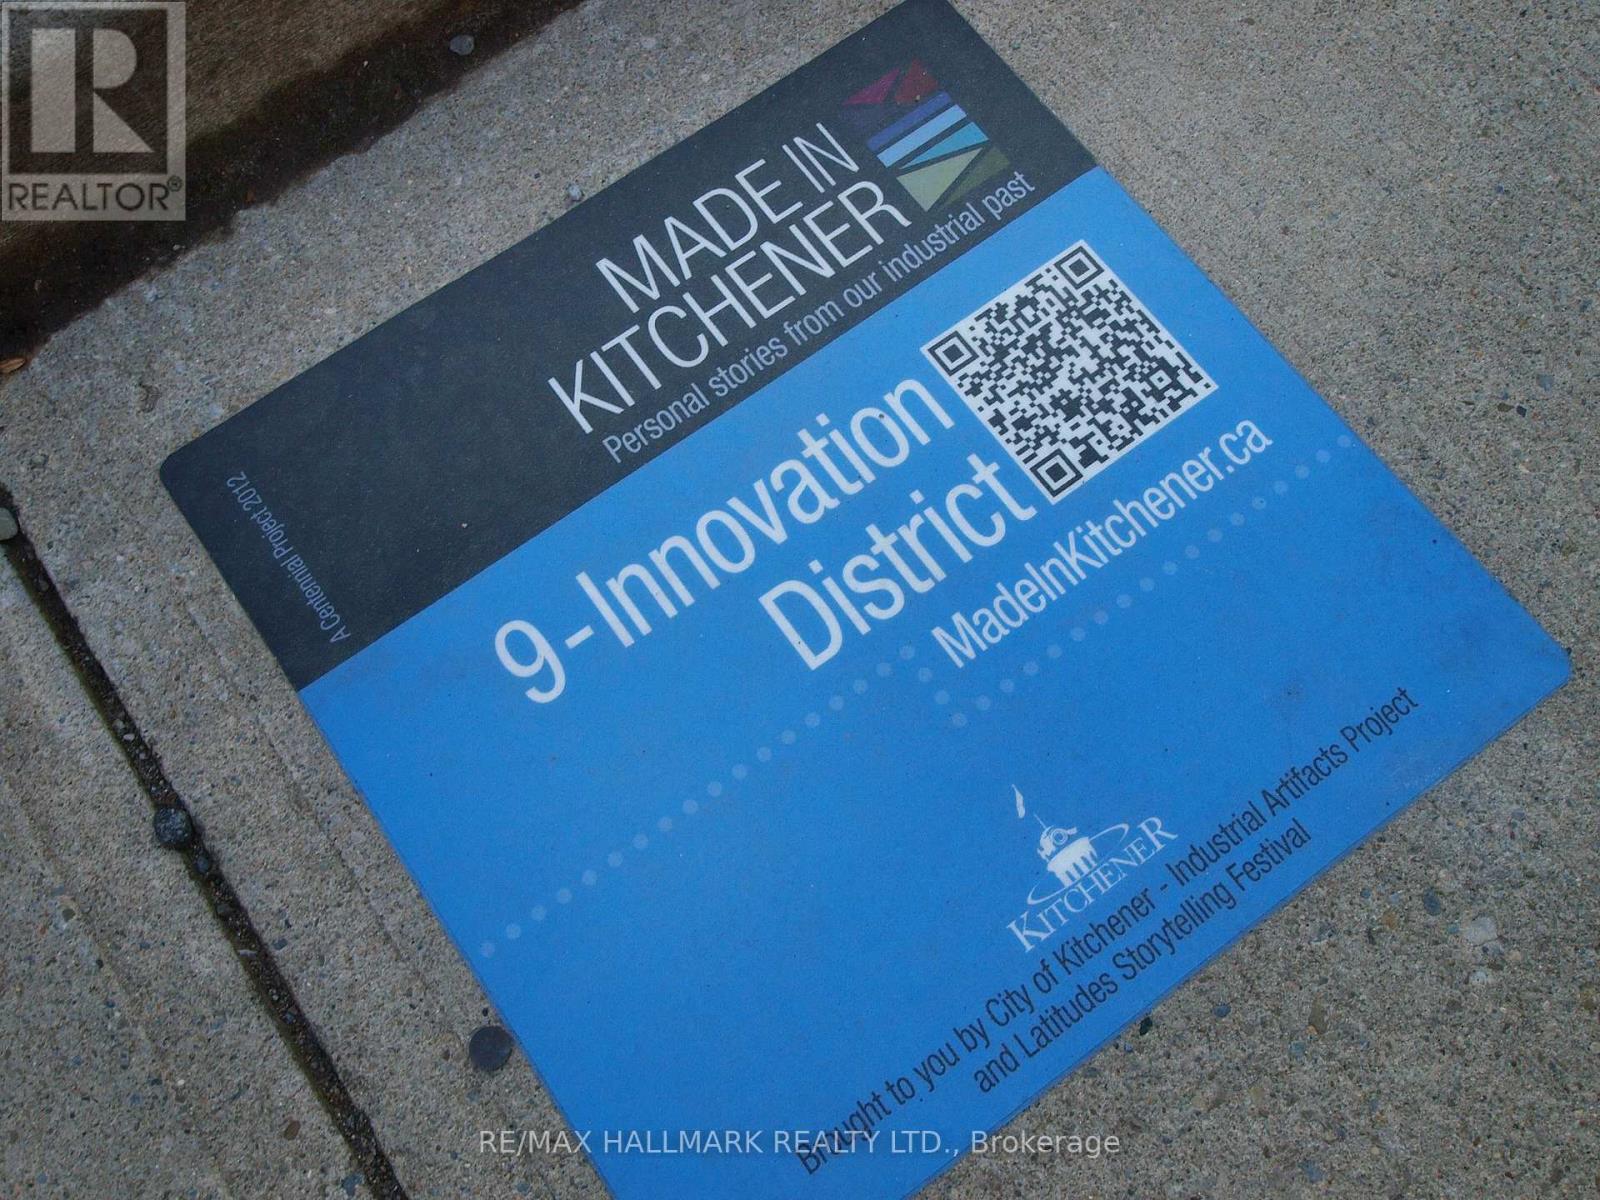 REALTOR®
MADE IN
KITCHENER
Personal stories from our industrial past
9-Innovation
District
MadeInKitchener.ca
A Centennial Project 2012
KITCHENER
Brought to you by City of Kitchener - Industrial Artifacts Project
and Latitudes Storytelling Festival
RE/MAX HALLMARK REALTY LTD., Brokerage